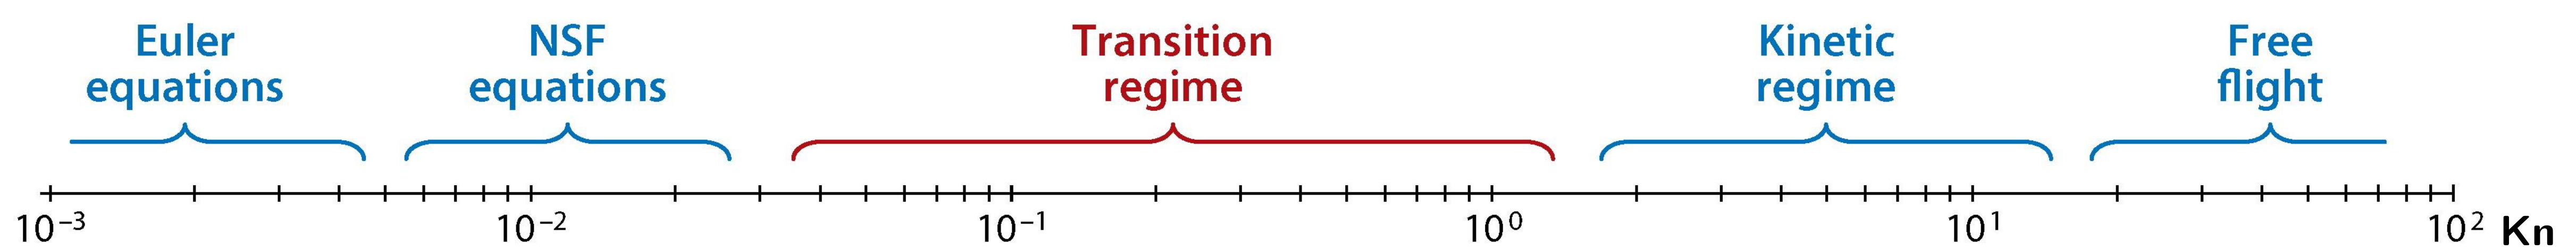 Euler
equations
NSF
equations
Transition
regime
Kinetic
regime
Free
flight
10⁻³ 10⁻² 10⁻¹ 10⁰ 10¹ 10² Kn